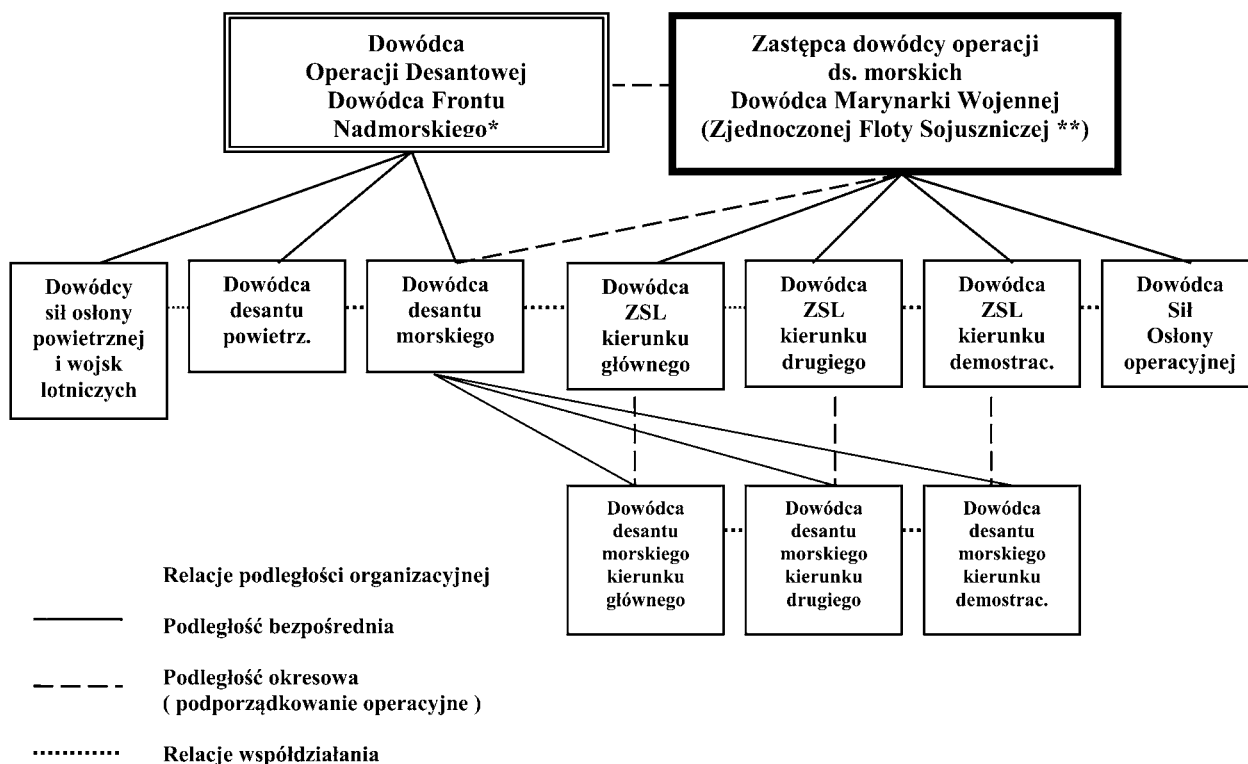 Dowódca
Operacji Desantowej
Dowódca Frontu
Nadmorskiego*
Zastępca dowódcy operacji
ds. morskich
Dowódca Marynarki Wojennej
(Zjednoczonej Floty Sojuszniczej **)
Dowódcy
sił osłony
powietrznej
i wojsk
lotniczych
Dowódca
desantu
powietrz.
Dowódca
desantu
morskiego
Dowódca
ZSL
kierunku
głównego
Dowódca
ZSL
kierunku
drugiego
Dowódca
ZSL
kierunku
demostrac.
Dowódca
Sił
Osłony
operacyjnej
Dowódca
desantu
morskiego
kierunku
głównego
Dowódca
desantu
morskiego
kierunku
drugiego
Dowódca
desantu
morskiego
kierunku
demostrac.
Relacje podległości organizacyjnej
Podległość bezpośrednia
Podległość okresowa
( podporządkowanie operacyjne )
Relacje współdziałania